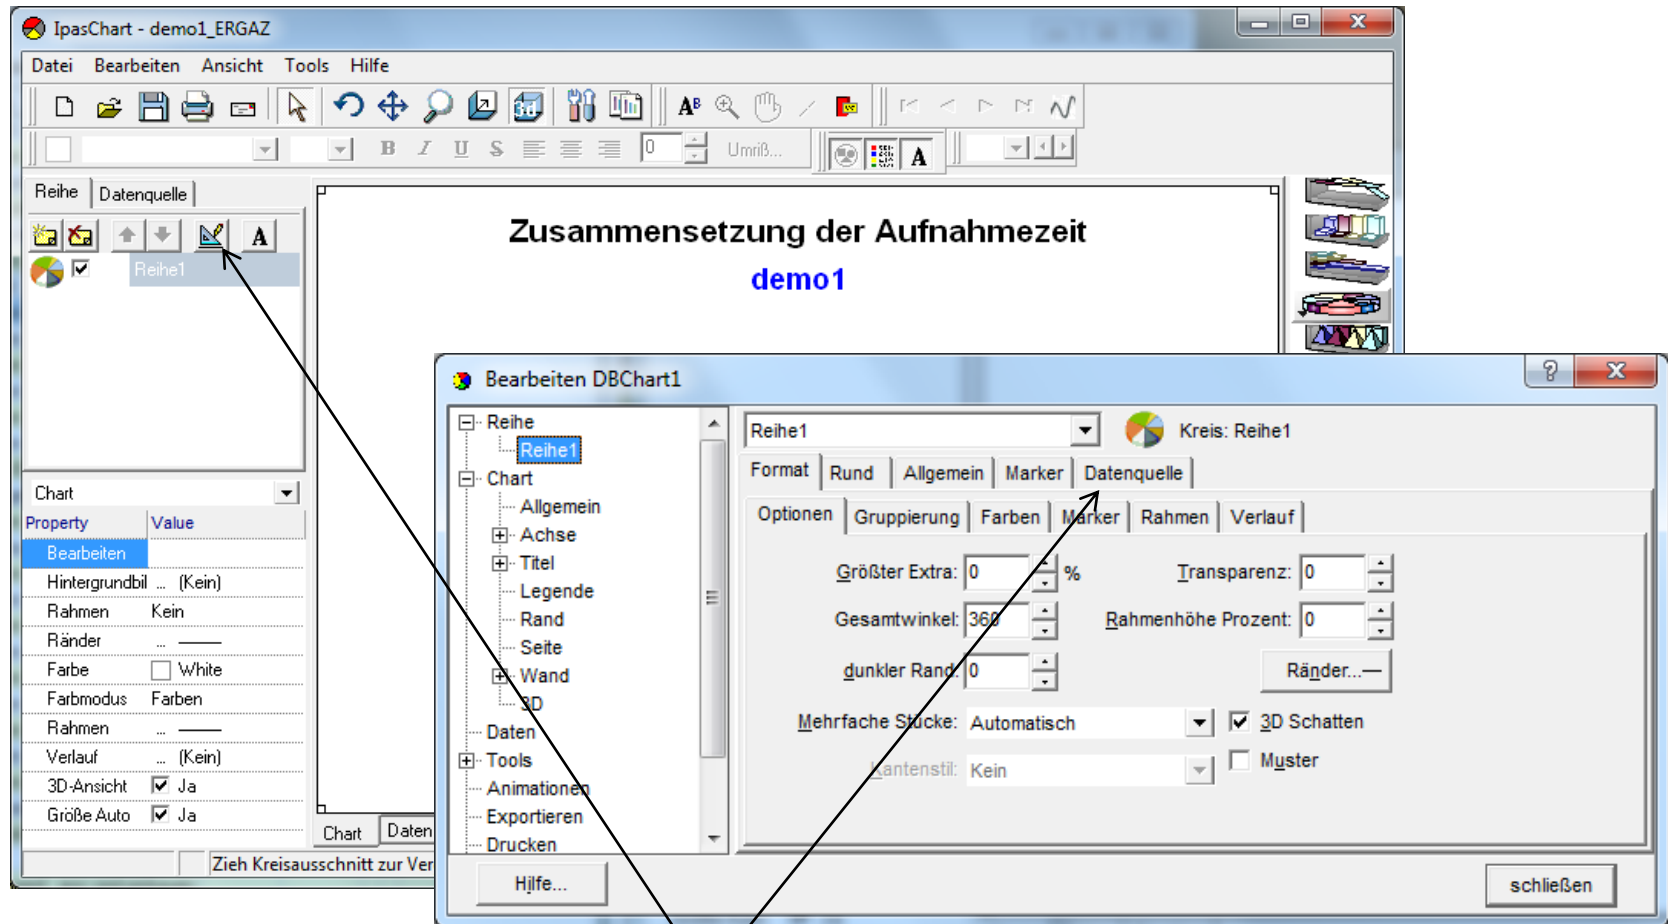 IpasChart - demo1_ERGAZ
Datei Bearbeiten Ansicht Tools Hilfe
B I U S 0 Umriß...
Reihe Datenquelle
Reihe1
Zusammensetzung der Aufnahmezeit
demo1
Chart
Property Value
Bearbeiten
Hintergrundbil ... (Kein)
Rahmen Kein
Ränder ...
Farbe White
Farbmodus Farben
Rahmen ...
Verlauf ... (Kein)
3D-Ansicht Ja
Größe Auto Ja
Chart Daten
Zieh Kreisausschnitt zur Ver
Bearbeiten DBChart1
Reihe
Reihe1
Chart
Allgemein
Achse
Titel
Legende
Rand
Seite
Wand
3D
Daten
Tools
Animationen
Exportieren
Drucken
Reihe1 Kreis: Reihe1
Format Rund Allgemein Marker Datenquelle
Optionen Gruppierung Farben Marker Rahmen Verlauf
Größter Extra: 0 % Transparenz: 0
Gesamtwinkel: 360 Rahmenhöhe Prozent: 0
dunkler Rand: 0 Ränder...
Mehrfache Stücke: Automatisch 3D Schatten
Kantenstil: Kein Muster
Hilfe... schließen